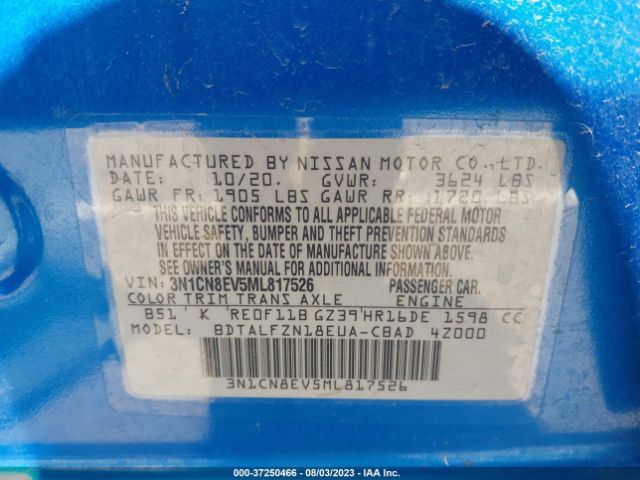 MANUFACTURED BY NISSAN MOTOR CO., LTD.
DATE: 10/20. GVWR: 3624 LBS
GAWR FR: 1905 LBS GAWR RR: 1720 LBS
THIS VEHICLE CONFORMS TO ALL APPLICABLE FEDERAL MOTOR
VEHICLE SAFETY, BUMPER AND THEFT PREVENTION STANDARDS
IN EFFECT ON THE DATE OF MANUFACTURE SHOWN ABOVE.
SEE OWNER'S MANUAL FOR ADDITIONAL INFORMATION.
VIN: 3N1CN8EV5ML817526 PASSENGER CAR.
COLOR TRIM TRANS AXLE ENGINE
B51 K RE0F11B GZ39 HR16DE 1598 CC
MODEL: BDTALFZN18EUA-CBAD 4Z000
3N1CN8EV5ML817526
000-37250466 - 08/03/2023 - IAA Inc.